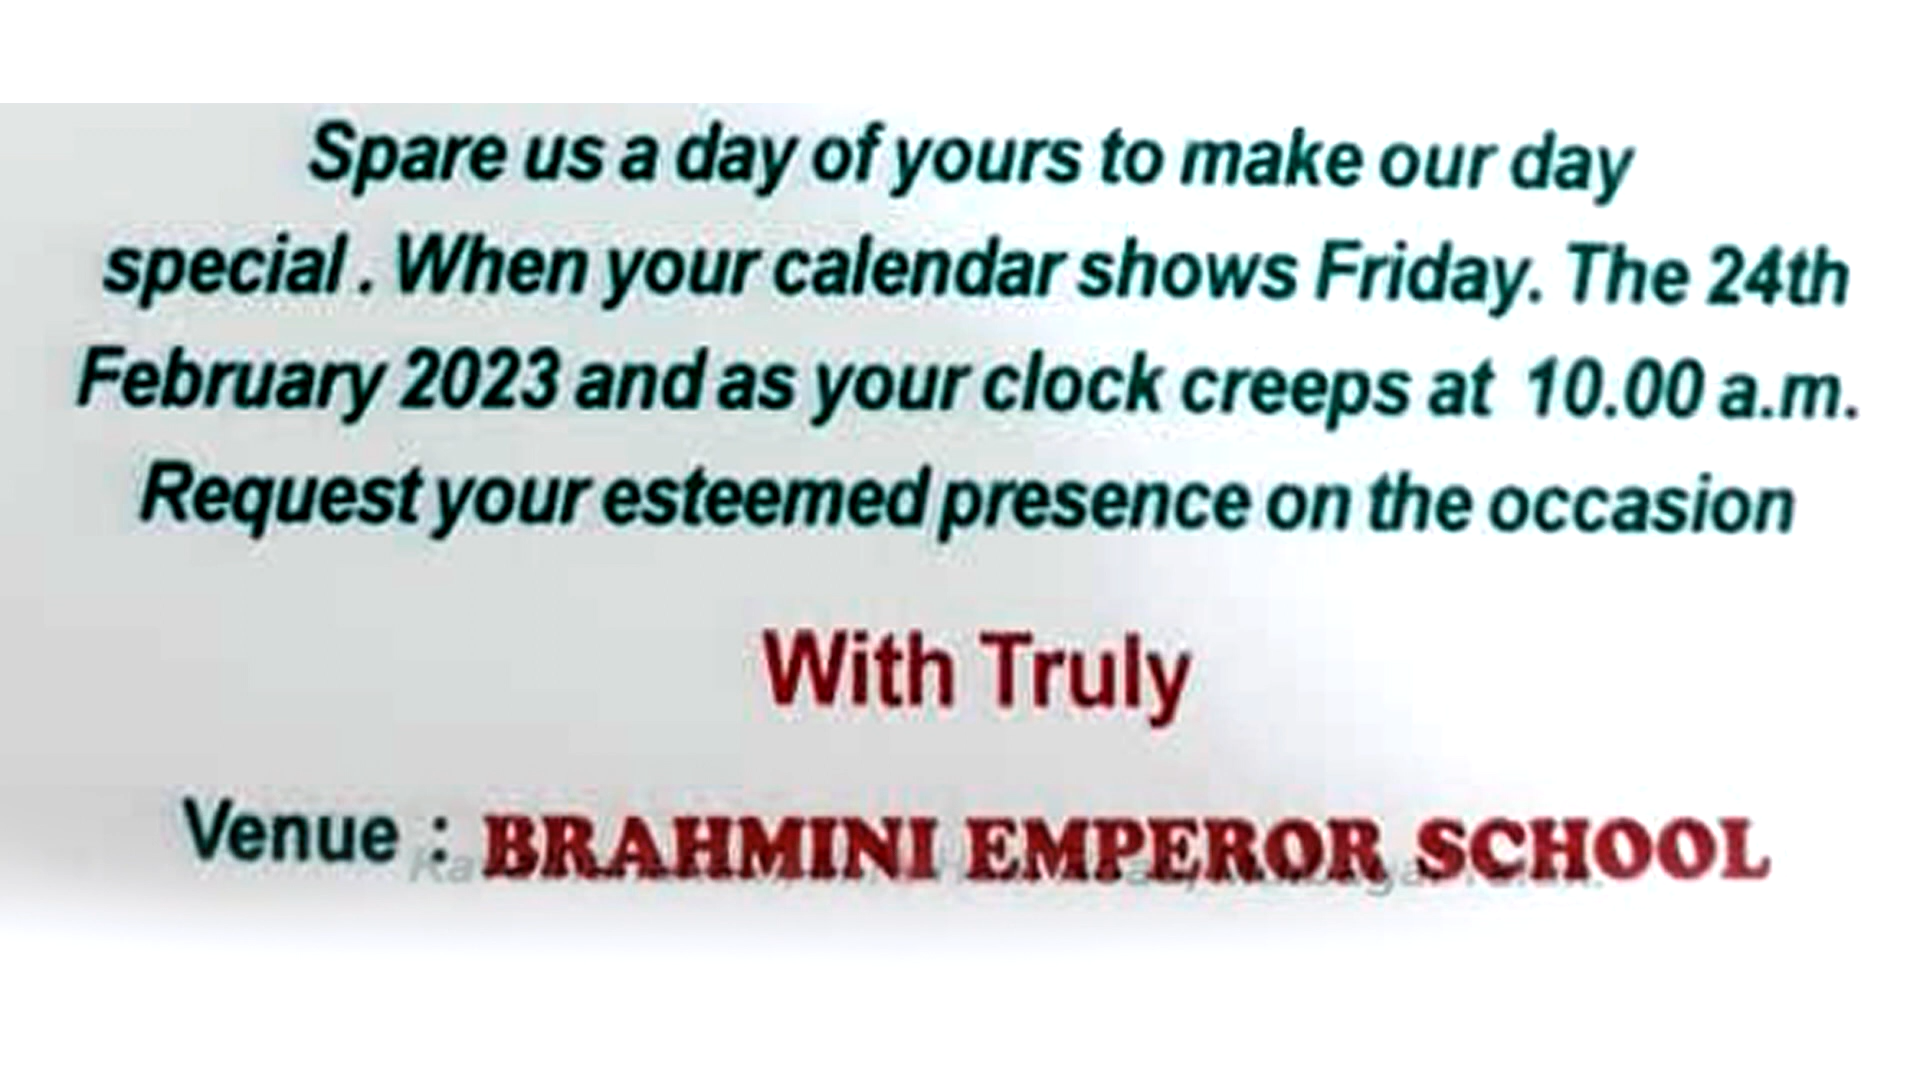 Spare us a day of yours to make our day
special . When your calendar shows Friday. The 24th
February 2023 and as your clock creeps at 10.00 a.m.
Request your esteemed presence on the occasion
With Truly
Venue : BRAHMINI EMPEROR SCHOOL